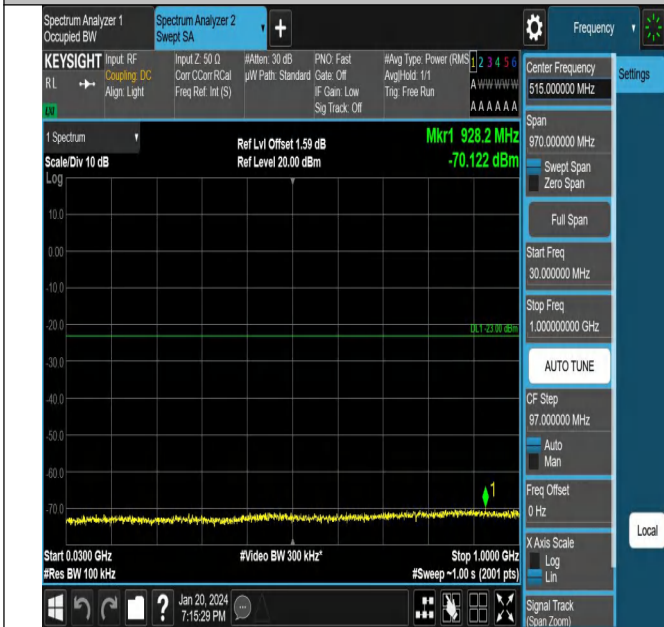 Spectrum Analyzer 1
Occupied BW
Spectrum Analyzer 2
Swept SA
Frequency
KEYSIGHT
RL
LXI
Input: RF
Coupling: DC
Align: Light
Input Z: 50 Ω
Corr CCorr RCal
Freq Ref: Int (S)
#Atten: 30 dB
µW Path: Standard
PNO: Fast
Gate: Off
IF Gain: Low
Sig Track: Off
#Avg Type: Power (RMS
Avg|Hold: 1/1
Trig: Free Run
1 2 3 4 5 6
A W W W W W
A A A A A A
1 Spectrum
Scale/Div 10 dB
Log
Ref Lvl Offset 1.59 dB
Ref Level 20.00 dBm
Mkr1 928.2 MHz
-70.122 dBm
10.0
0.00
-10.0
-20.0
DL1 -23.00 dBm
-30.0
-40.0
-50.0
-60.0
-70.0
1
Start 0.0300 GHz
#Res BW 100 kHz
#Video BW 300 kHz*
Stop 1.0000 GHz
#Sweep ~1.00 s (2001 pts)
Jan 20, 2024
7:15:29 PM
Center Frequency
515.000000 MHz
Settings
Span
970.000000 MHz
Swept Span
Zero Span
Full Span
Start Freq
30.000000 MHz
Stop Freq
1.000000000 GHz
AUTO TUNE
CF Step
97.000000 MHz
Auto
Man
Freq Offset
0 Hz
X Axis Scale
Log
Lin
Local
Signal Track
(Span Zoom)